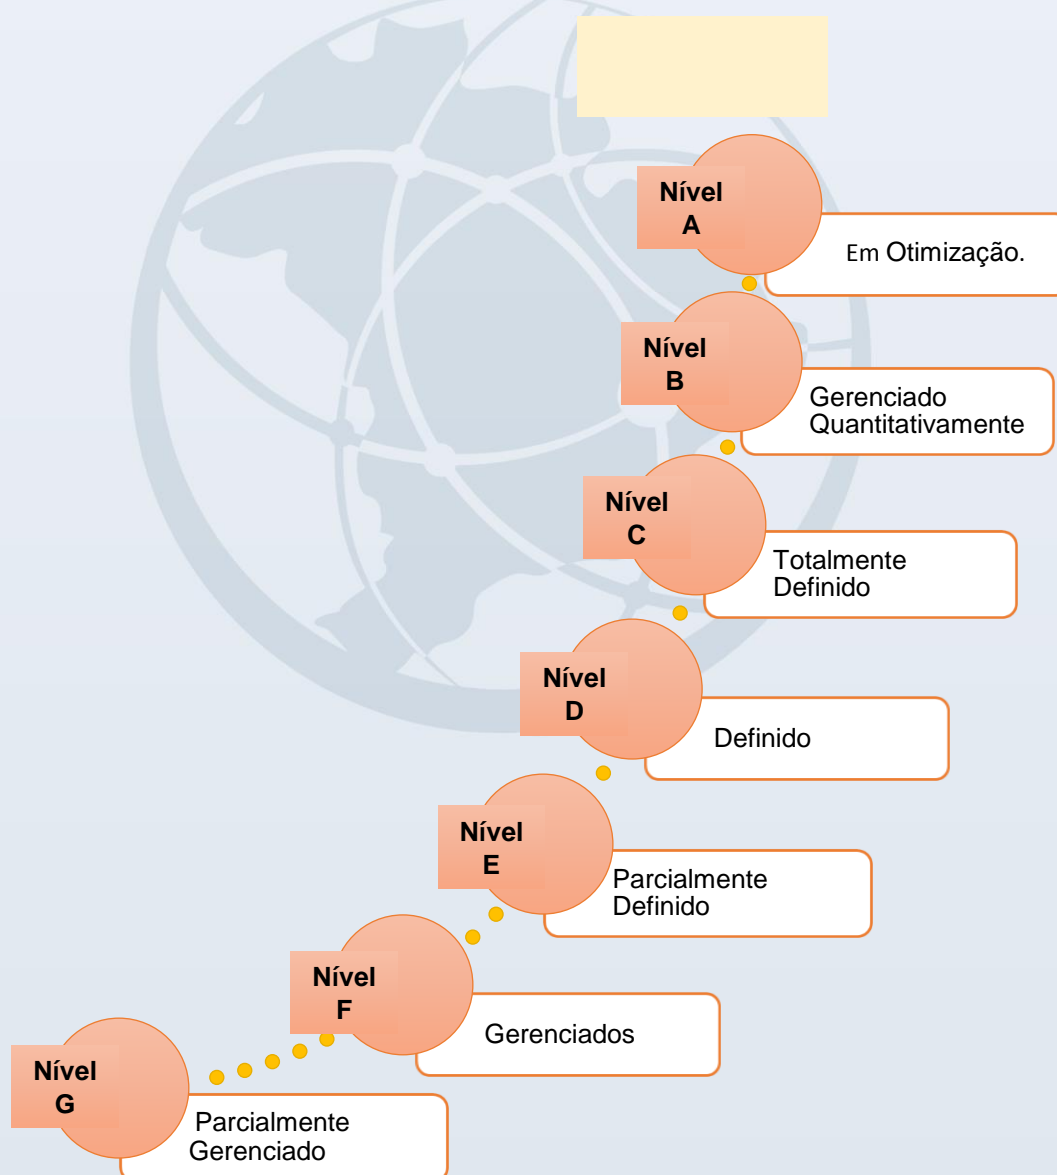 Nível
A
Em Otimização.
Nível
B
Gerenciado
Quantitativamente
Nível
C
Totalmente
Definido
Nível
D
Definido
Nível
E
Parcialmente
Definido
Nível
F
Gerenciados
Nível
G
Parcialmente
Gerenciado